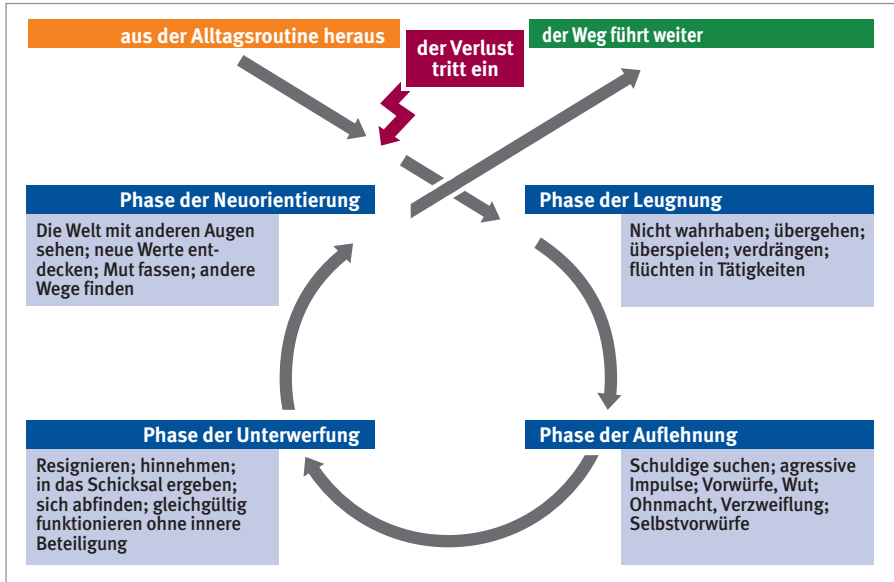 aus der Alltagsroutine heraus
der Verlust
tritt ein
der Weg führt weiter
Phase der Neuorientierung
Die Welt mit anderen Augen
sehen; neue Werte ent-
decken; Mut fassen; andere
Wege finden
Phase der Leugnung
Nicht wahrhaben; übergehen;
überspielen; verdrängen;
flüchten in Tätigkeiten
Phase der Unterwerfung
Resignieren; hinnehmen;
in das Schicksal ergeben;
sich abfinden; gleichgültig
funktionieren ohne innere
Beteiligung
Phase der Auflehnung
Schuldige suchen; agressive
Impulse; Vorwürfe, Wut;
Ohnmacht, Verzweiflung;
Selbstvorwürfe